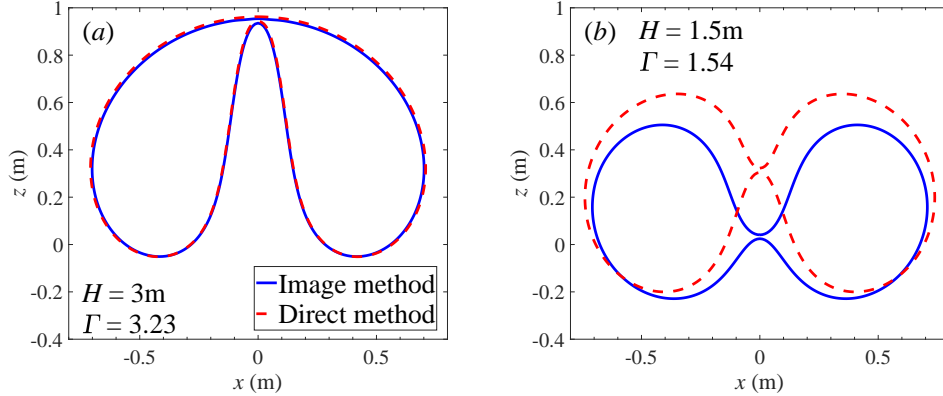 (a)
1
0.8
0.6
0.4
0.2
0
-0.2
-0.4
z (m)
H = 3m
Γ = 3.23
Image method
Direct method
-0.5 0 0.5
x (m)
(b)
H = 1.5m
Γ = 1.54
1
0.8
0.6
0.4
0.2
0
-0.2
-0.4
z (m)
-0.5 0 0.5
x (m)